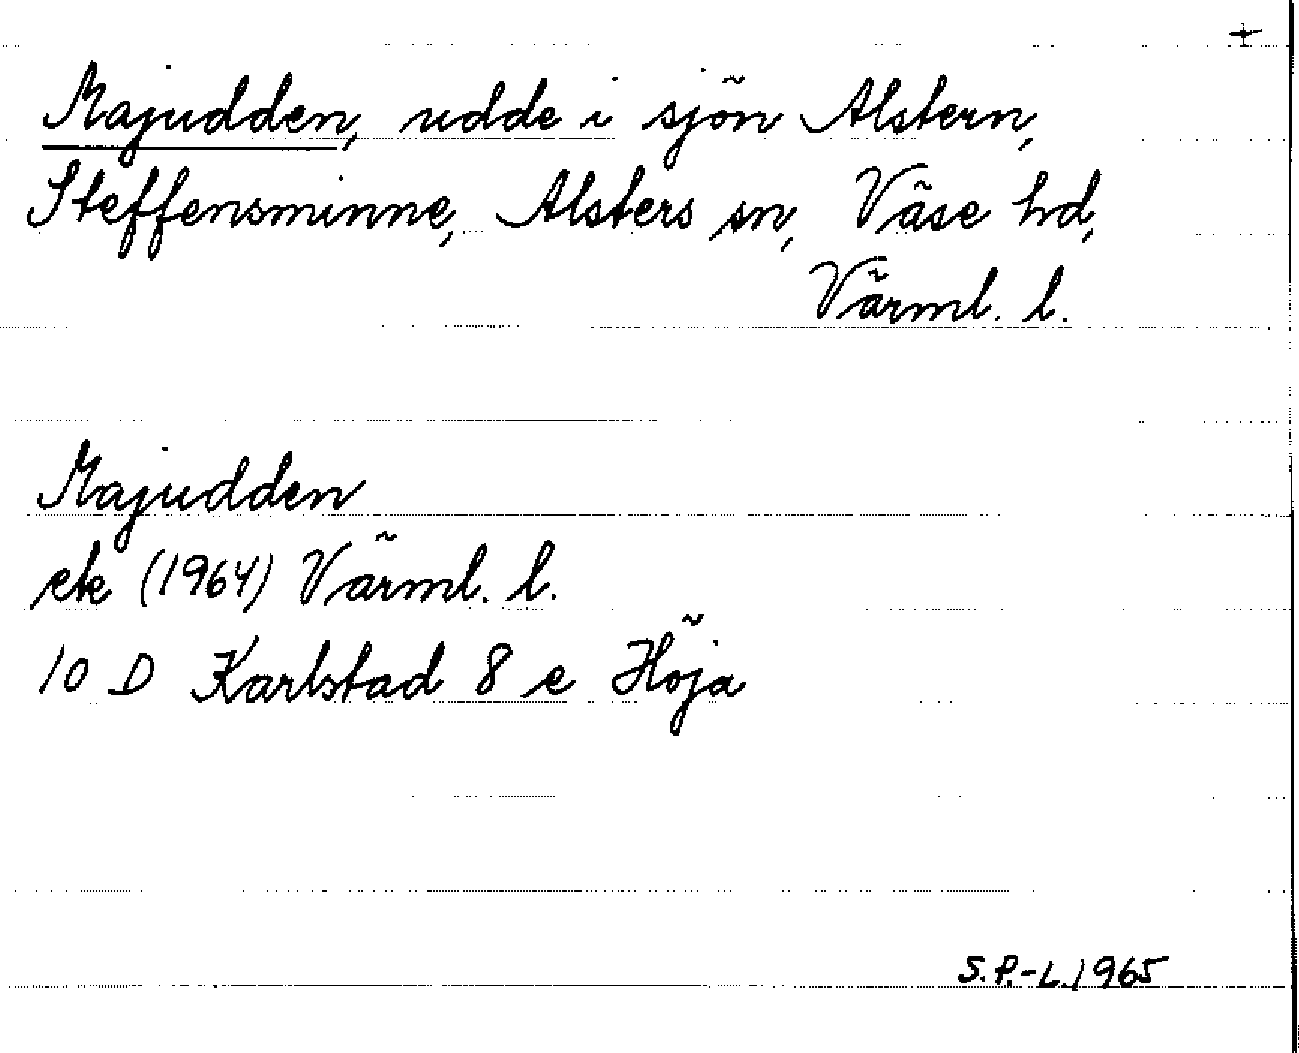 +
Majudden, udde i sjön Alstern,
Steffensminne, Alsters sn, Väse hd,
Värml. l.
Majudden
ek (1964) Värml. l.
10 D Karlstad 8 e Höja
S.P.-L. 1965